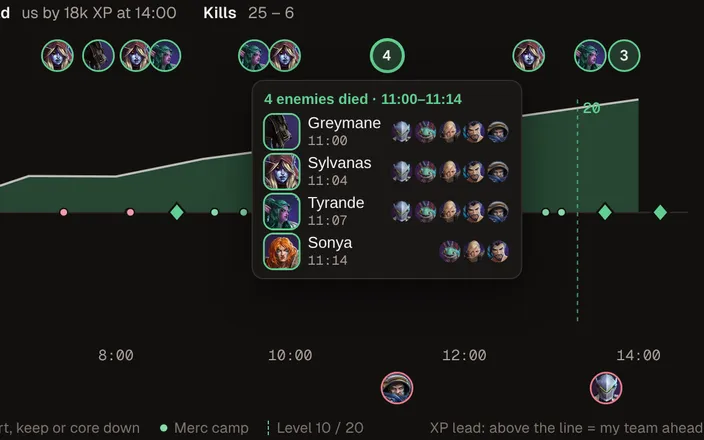 d us by 18k XP at 14:00 Kills 25 – 6
4
3
4 enemies died · 11:00–11:14
20
Greymane
11:00
Sylvanas
11:04
Tyrande
11:07
Sonya
11:14
8:00 10:00 12:00 14:00
rt, keep or core down Merc camp Level 10 / 20 XP lead: above the line = my team ahead